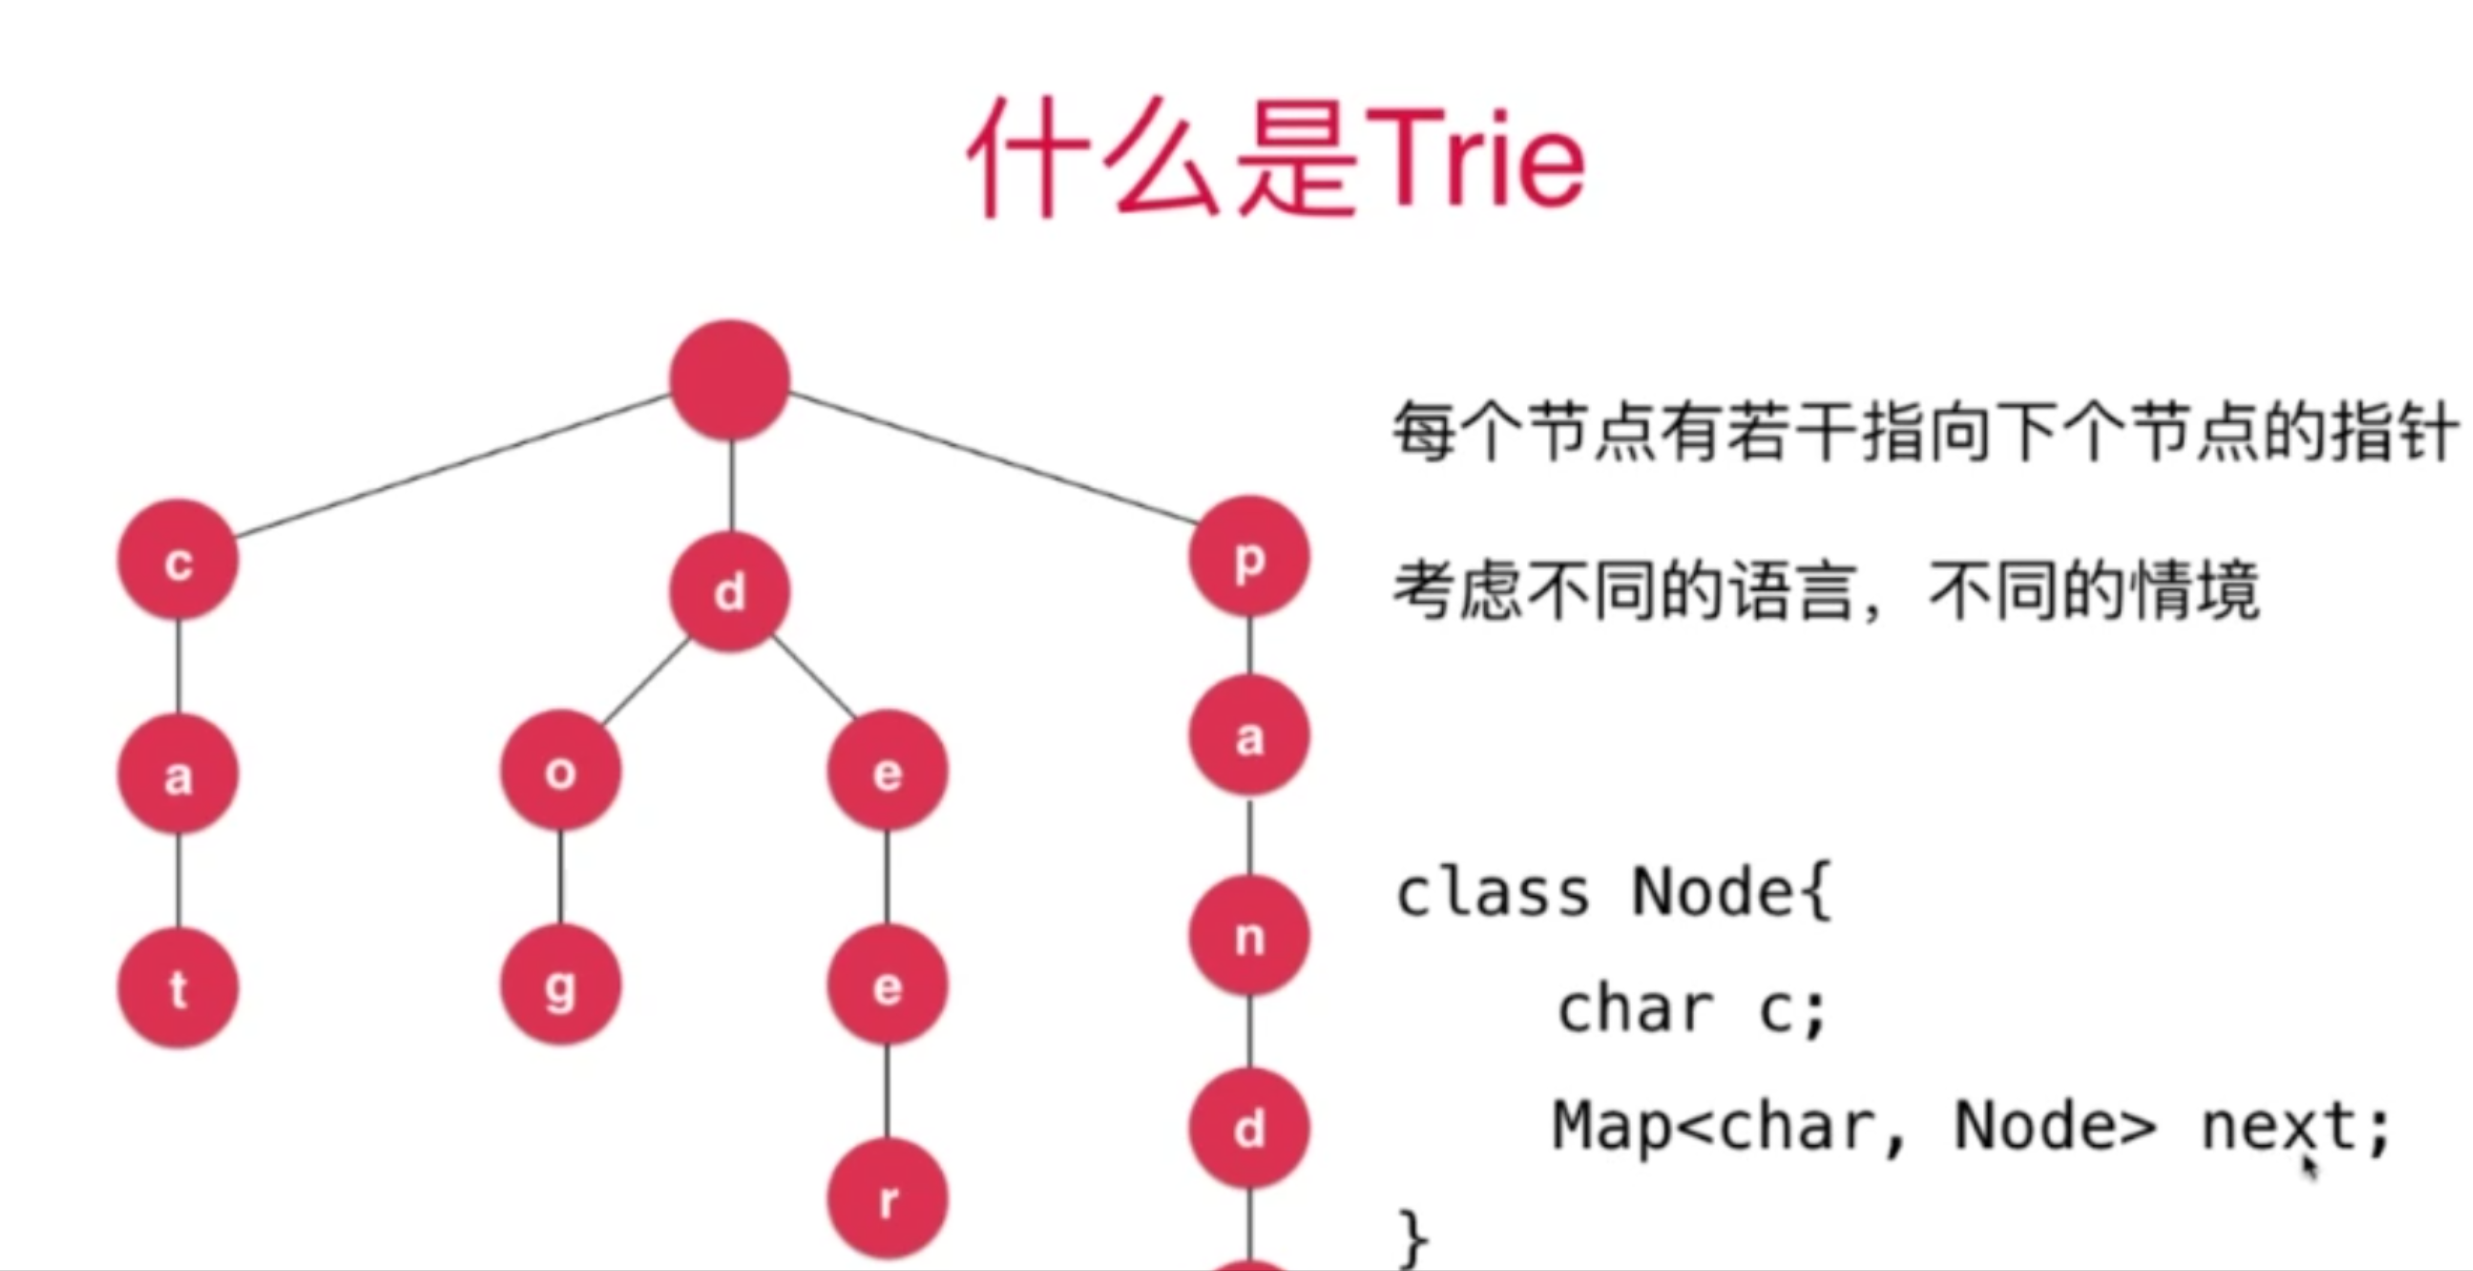 什么是Trie
每个节点有若干指向下个节点的指针
考虑不同的语言，不同的情境
c
d
p
a
o
e
a
t
g
e
n
r
d
class Node{
char c;
Map<char, Node> next;
}